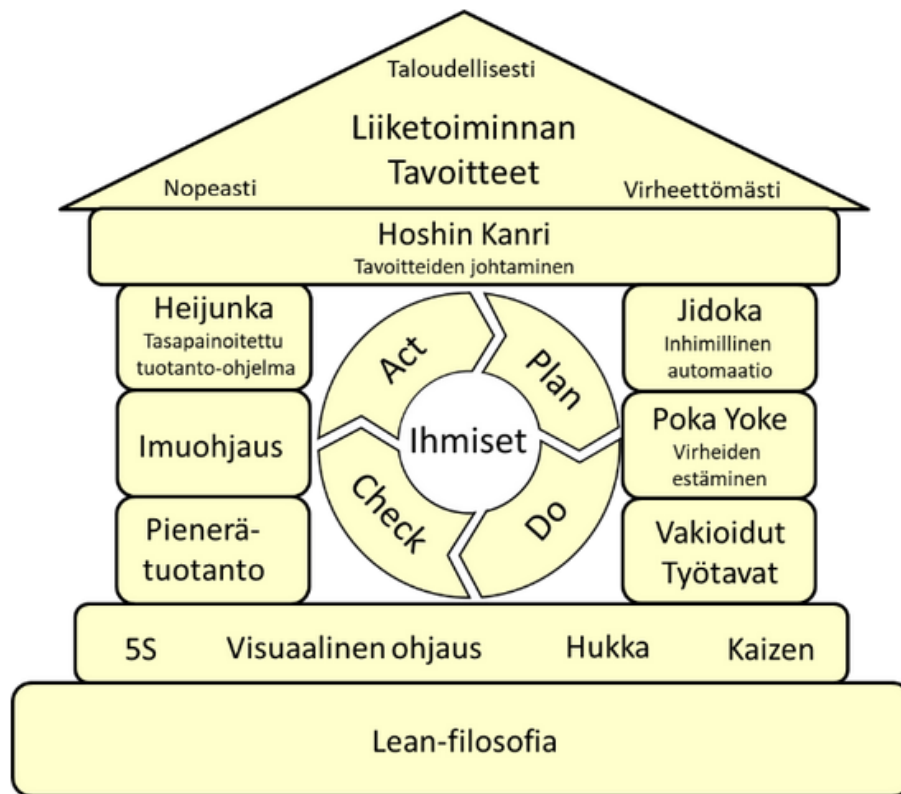 Taloudellisesti
Liiketoiminnan
Tavoitteet
Nopeasti
Virheettömästi
Hoshin Kanri
Tavoitteiden johtaminen
Heijunka
Tasapainoitettu
tuotanto-ohjelma
Imuohjaus
Pienerä-
tuotanto
Act
Plan
Ihmiset
Check
Do
Jidoka
Inhimillinen
automaatio
Poka Yoke
Virheiden
estäminen
Vakioidut
Työtavat
5S Visuaalinen ohjaus Hukka Kaizen
Lean-filosofia